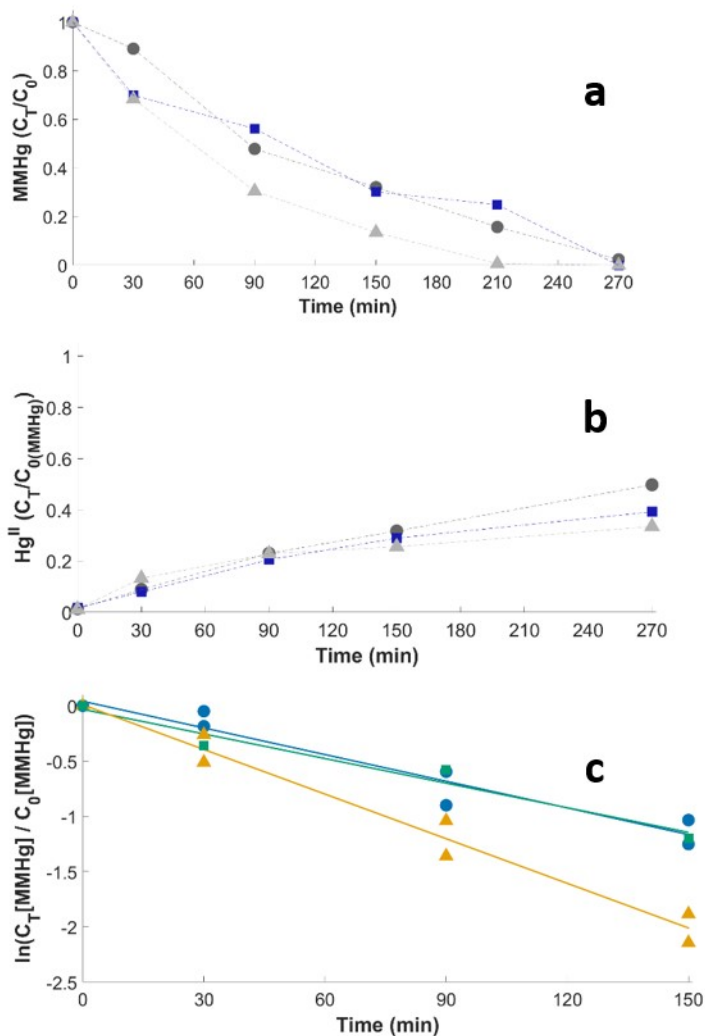 1
0.8
0.6
0.4
0.2
0
MMHg (C_T/C_0)
a
0 30 60 90 120 150 180 210 240 270
Time (min)
1
0.8
0.6
0.4
0.2
0
Hg^II (C_T/C_0(MMHg))
b
0 30 60 90 120 150 180 210 240 270
Time (min)
0
-0.5
-1
-1.5
-2
-2.5
ln(C_T[MMHg] / C_0[MMHg])
c
0 30 60 90 120 150
Time (min)